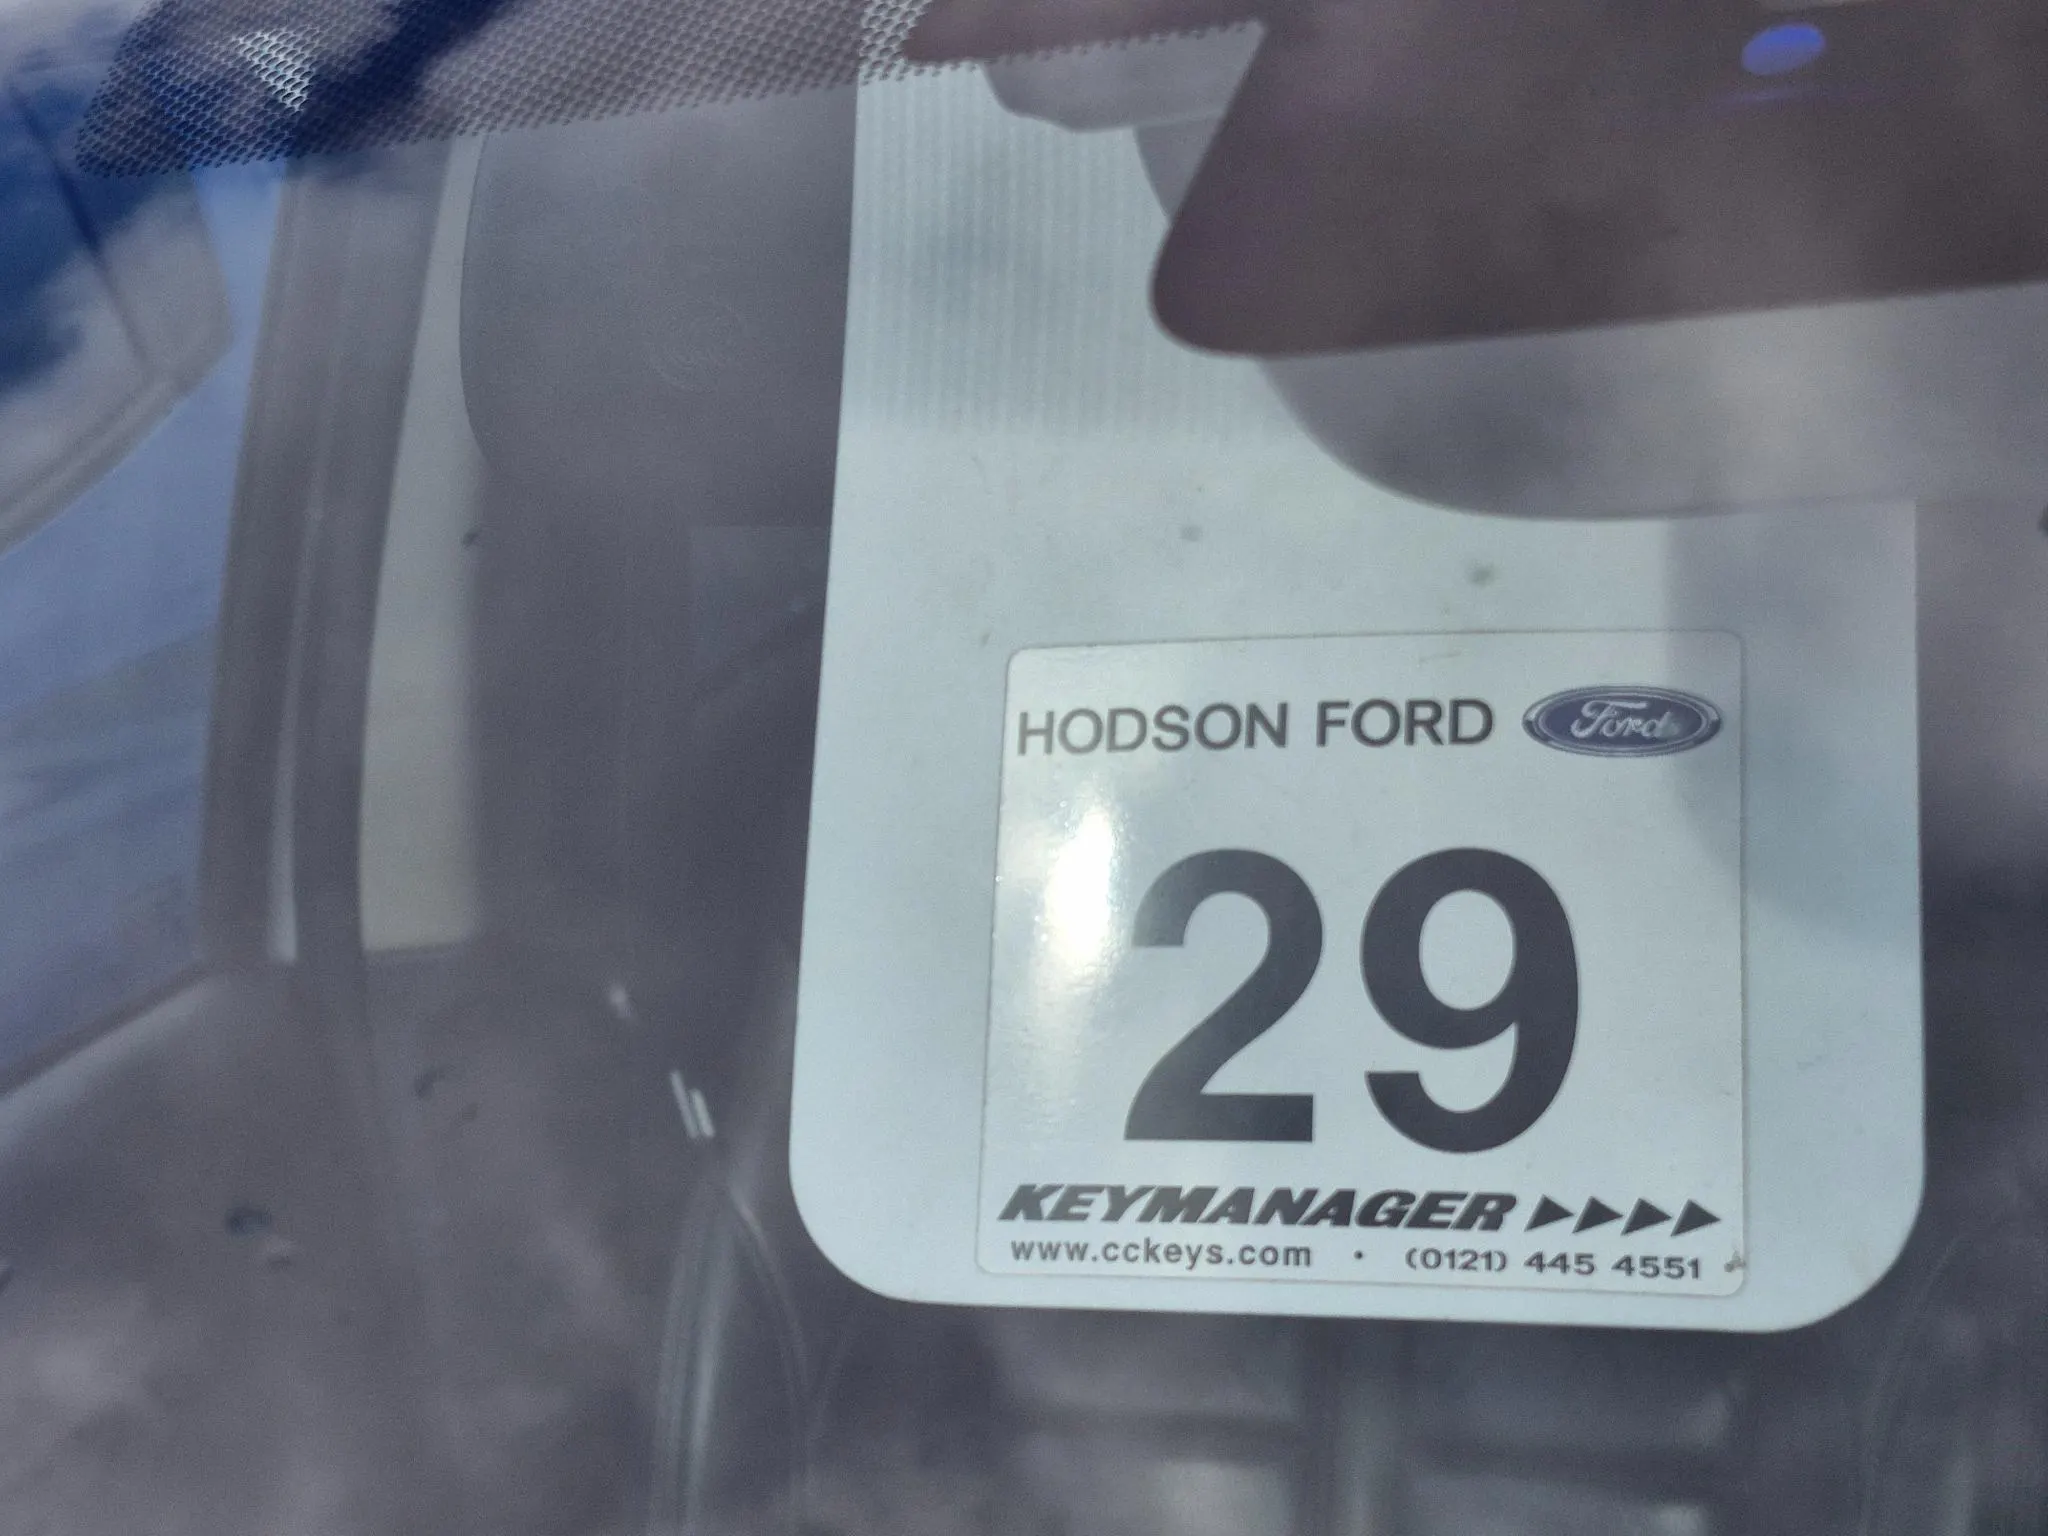 HODSON FORD Ford
29
KEYMANAGER
www.cckeys.com • (0121) 445 4551